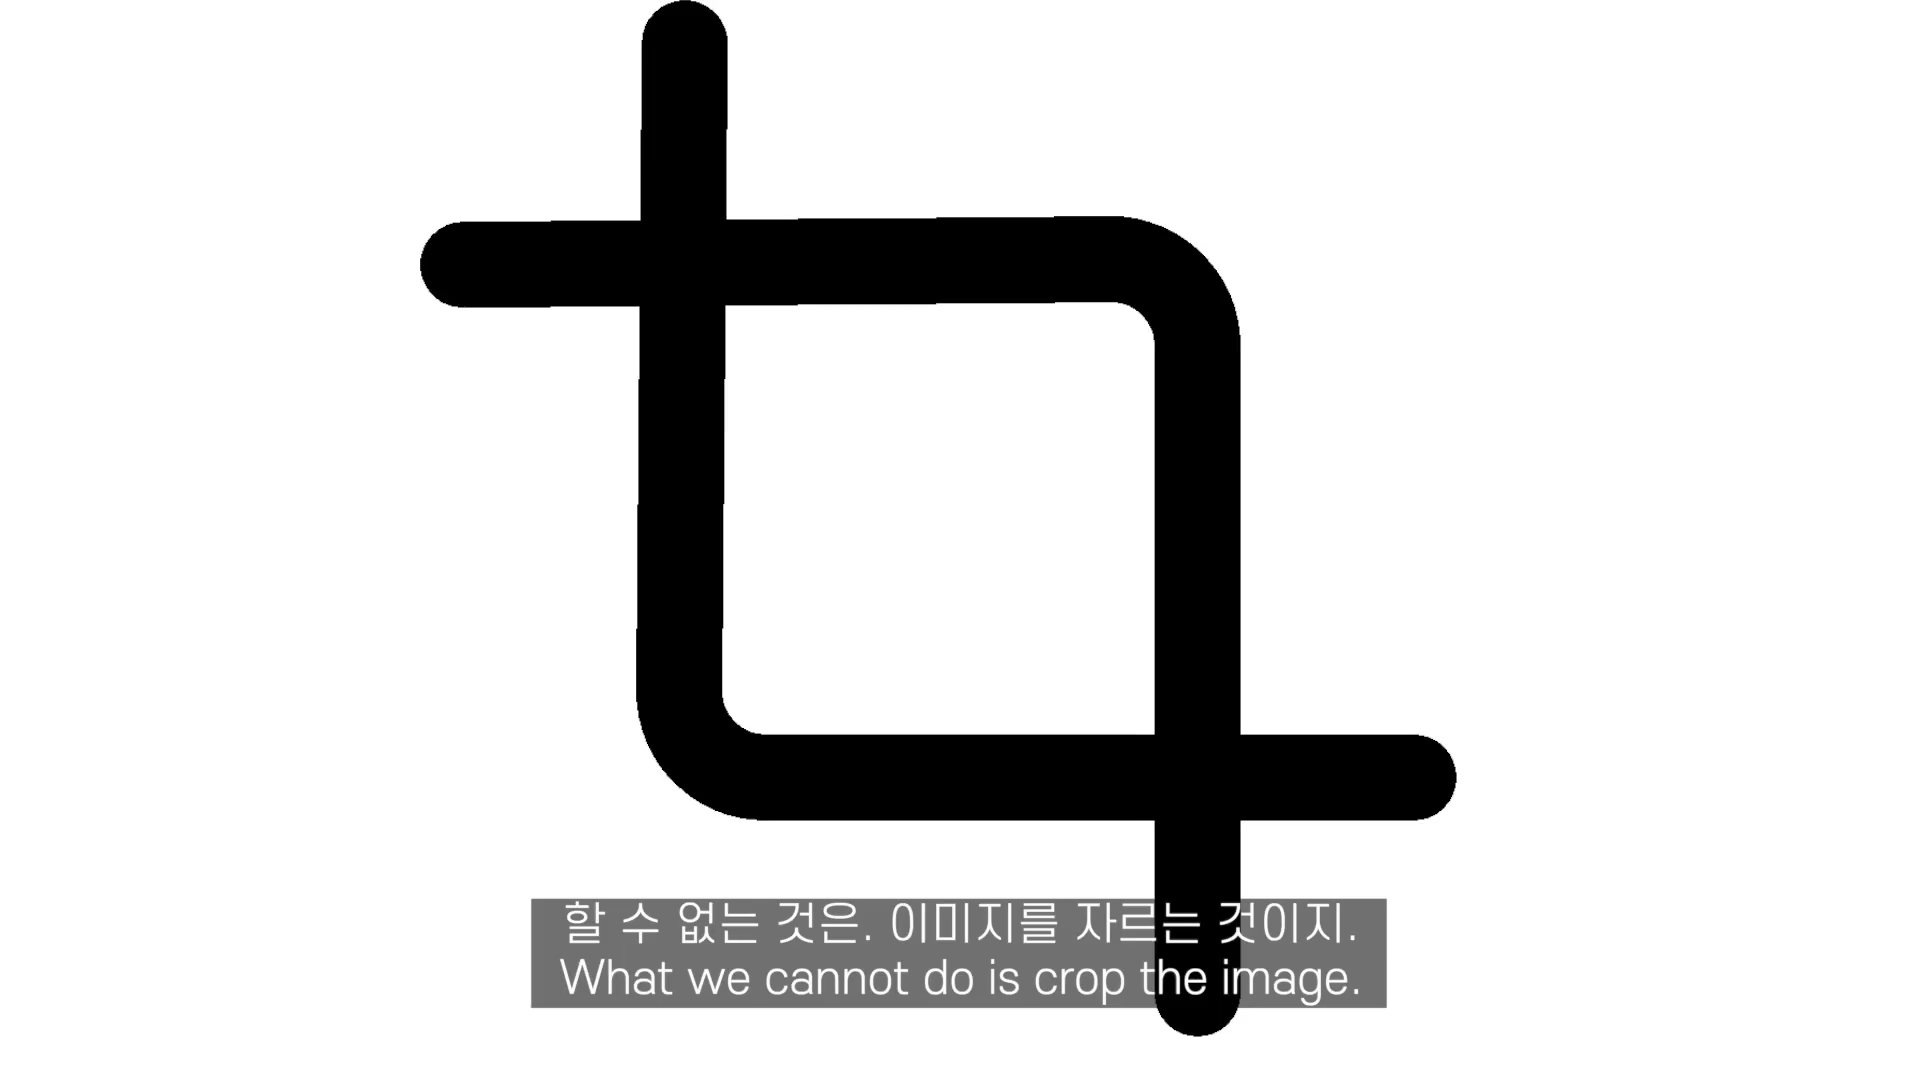 할 수 없는 것은. 이미지를 자르는 것이지.
What we cannot do is crop the image.